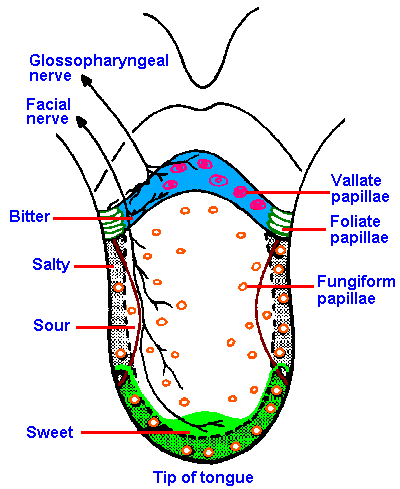 Glossopharyngeal
nerve
Facial
nerve
Vallate
papillae
Bitter
Foliate
papillae
Salty
Fungiform
papillae
Sour
Sweet
Tip of tongue